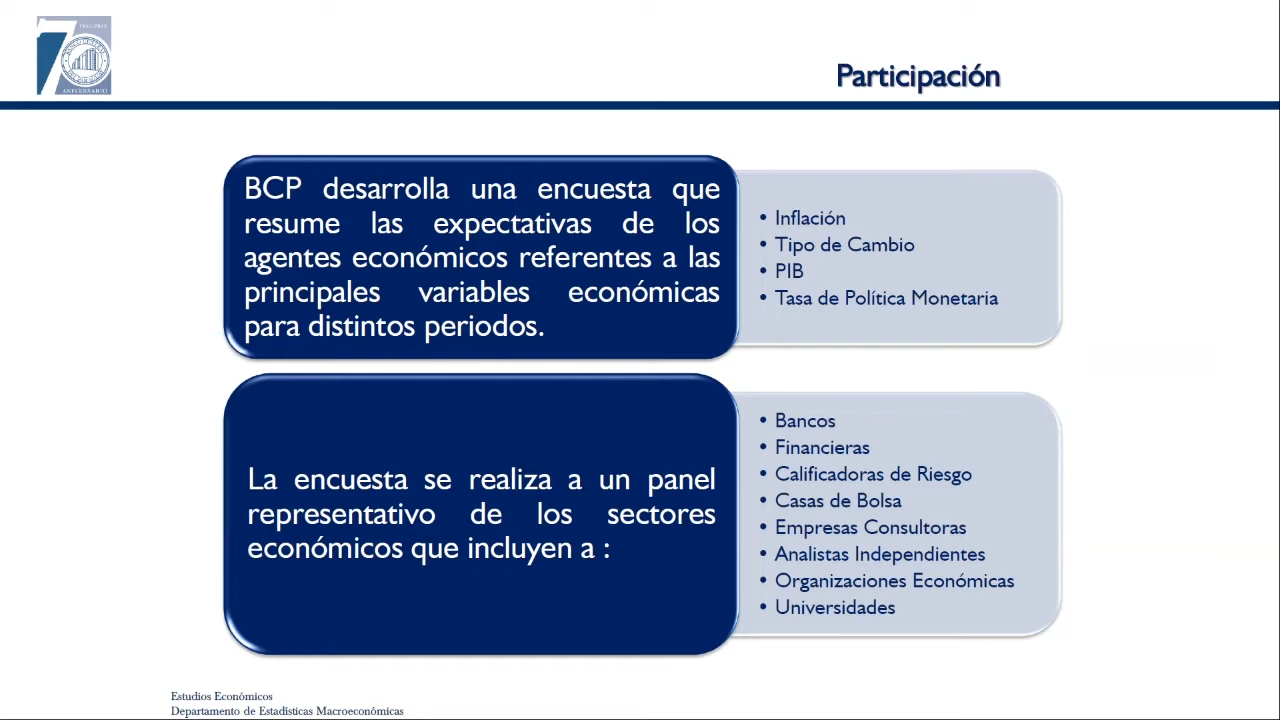 Participación
BCP desarrolla una encuesta que
resume las expectativas de los
agentes económicos referentes a las
principales variables económicas
para distintos periodos.
• Inflación
• Tipo de Cambio
• PIB
• Tasa de Política Monetaria
La encuesta se realiza a un panel
representativo de los sectores
económicos que incluyen a :
• Bancos
• Financieras
• Calificadoras de Riesgo
• Casas de Bolsa
• Empresas Consultoras
• Analistas Independientes
• Organizaciones Económicas
• Universidades
ANIVERSARIO
Estudios Económicos
Departamento de Estadísticas Macroeconómicas